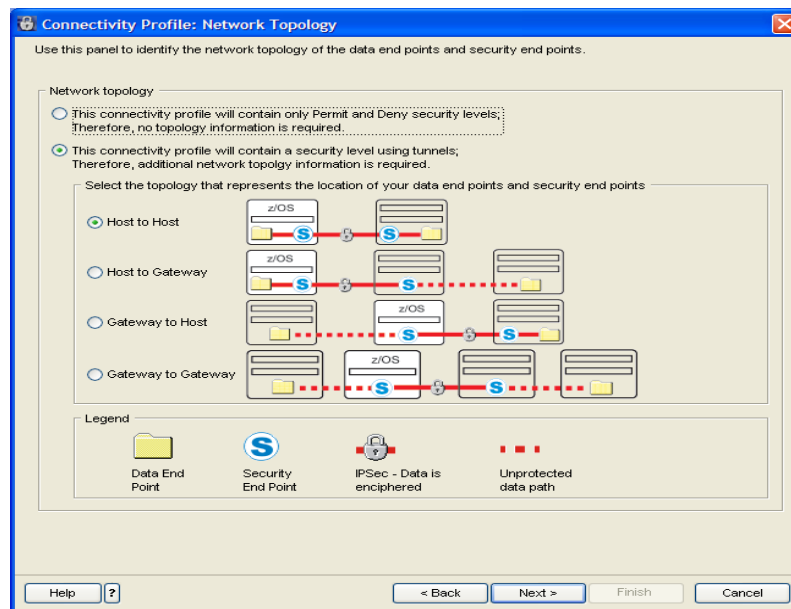 Connectivity Profile: Network Topology
Use this panel to identify the network topology of the data end points and security end points.
Network topology
This connectivity profile will contain only Permit and Deny security levels;
Therefore, no topology information is required.
This connectivity profile will contain a security level using tunnels;
Therefore, additional network topolgy information is required.
Select the topology that represents the location of your data end points and security end points
Host to Host
z/OS
S
S
Host to Gateway
z/OS
S
S
Gateway to Host
z/OS
S
S
Gateway to Gateway
z/OS
S
S
Legend
S
Data End
Point
Security
End Point
IPSec - Data is
enciphered
Unprotected
data path
Help
?
< Back
Next >
Finish
Cancel